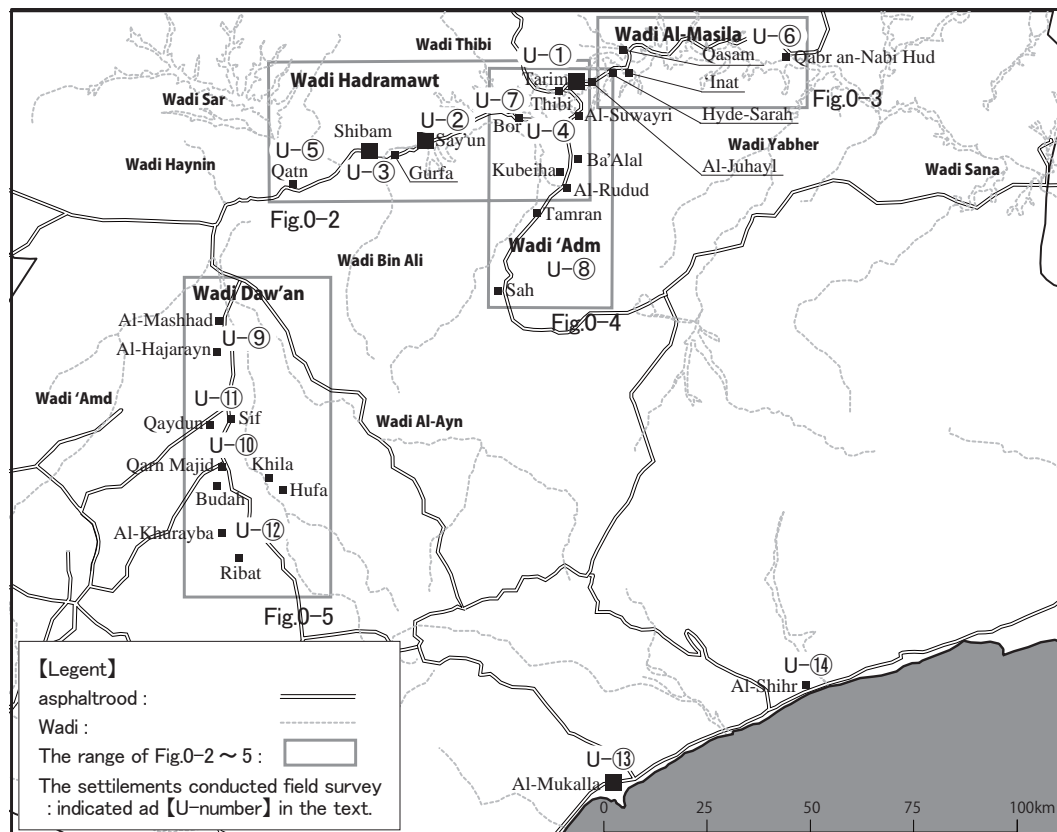 Wadi Al-Masila
U-⑥
Wadi Thibi
U-①
Qasam
Qabr an-Nabi Hud
Wadi Hadramawt
Tarim
'Inat
Fig.0-3
Wadi Sar
Thibi
U-⑦
Al-Suwayri
Hyde-Sarah
U-②
Bor
U-④
Shibam
Say'un
Wadi Yabher
U-⑤
Ba'Alal
Al-Juhayl
Wadi Haynin
U-③
Gurfa
Kubeiha
Wadi Sana
Qatn
Al-Rudud
Fig.0-2
Tamran
Wadi 'Adm
Wadi Bin Ali
U-⑧
Sah
Wadi Daw'an
Fig.0-4
Al-Mashhad
U-⑨
Al-Hajarayn
Wadi 'Amd
U-⑪
Qaydun
Sif
Wadi Al-Ayn
U-⑩
Qarn Majid
Khila
Hufa
Budah
Al-Khurayba
U-⑫
Ribat
Fig.0-5
【Legent】
asphaltrood :
Wadi :
The range of Fig.0-2 ~ 5 :
The settlements conducted field survey
: indicated ad【U-number】in the text.
U-⑭
Al-Shihr
U-⑬
Al-Mukalla
0 25 50 75 100km